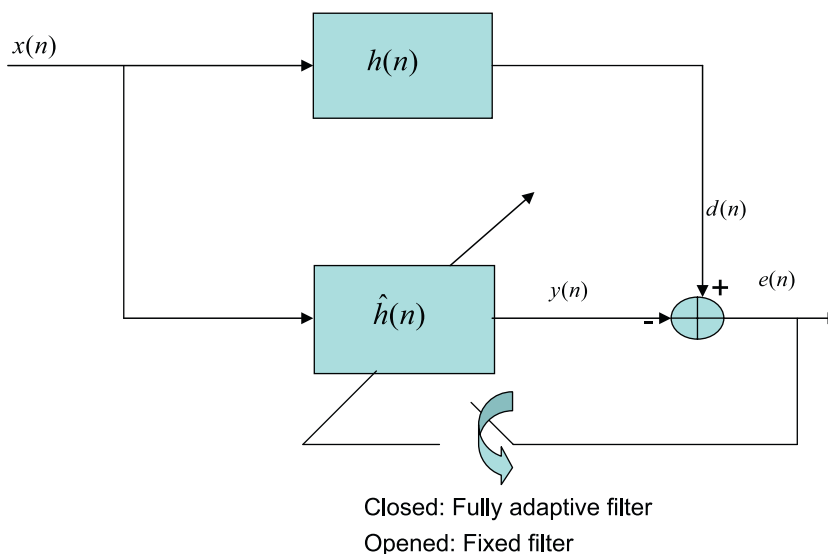 x(n)
h(n)
d(n)
+
e(n)
y(n)
-
ĥ(n)
Closed: Fully adaptive filter
Opened: Fixed filter